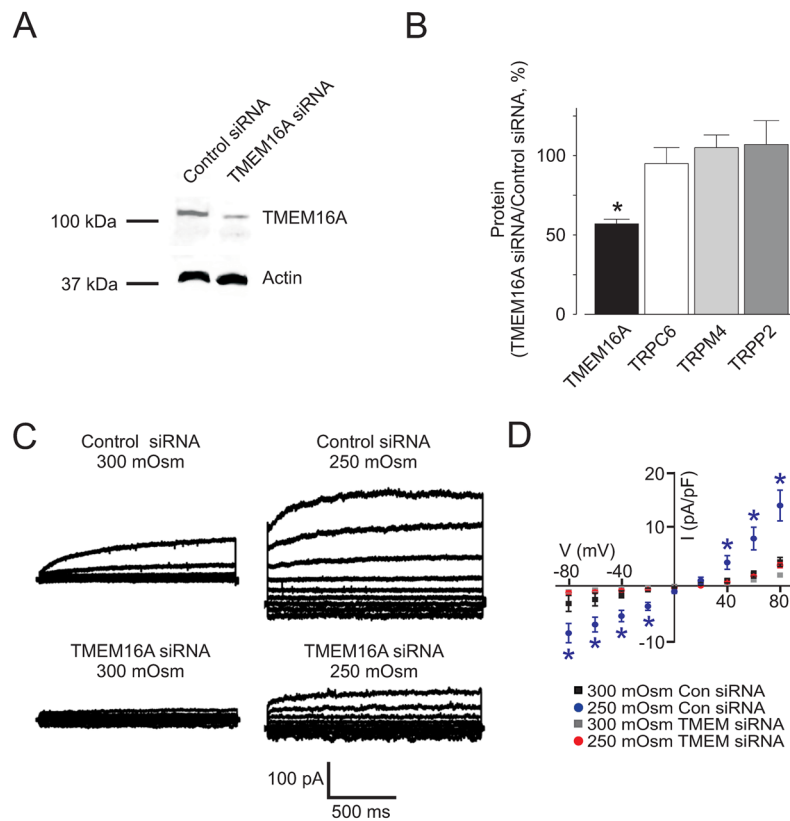 A
Control siRNA
TMEM16A siRNA
100 kDa
TMEM16A
37 kDa
Actin
B
Protein
(TMEM16A siRNA/Control siRNA, %)
100
50
0
*
TMEM16A
TRPC6
TRPM4
TRPP2
C
Control siRNA
300 mOsm
Control siRNA
250 mOsm
TMEM16A siRNA
300 mOsm
TMEM16A siRNA
250 mOsm
100 pA
500 ms
D
20
10
-10
I (pA/pF)
V (mV)
-80
-40
40
80
* * *
* * * *
300 mOsm Con siRNA
250 mOsm Con siRNA
300 mOsm TMEM siRNA
250 mOsm TMEM siRNA